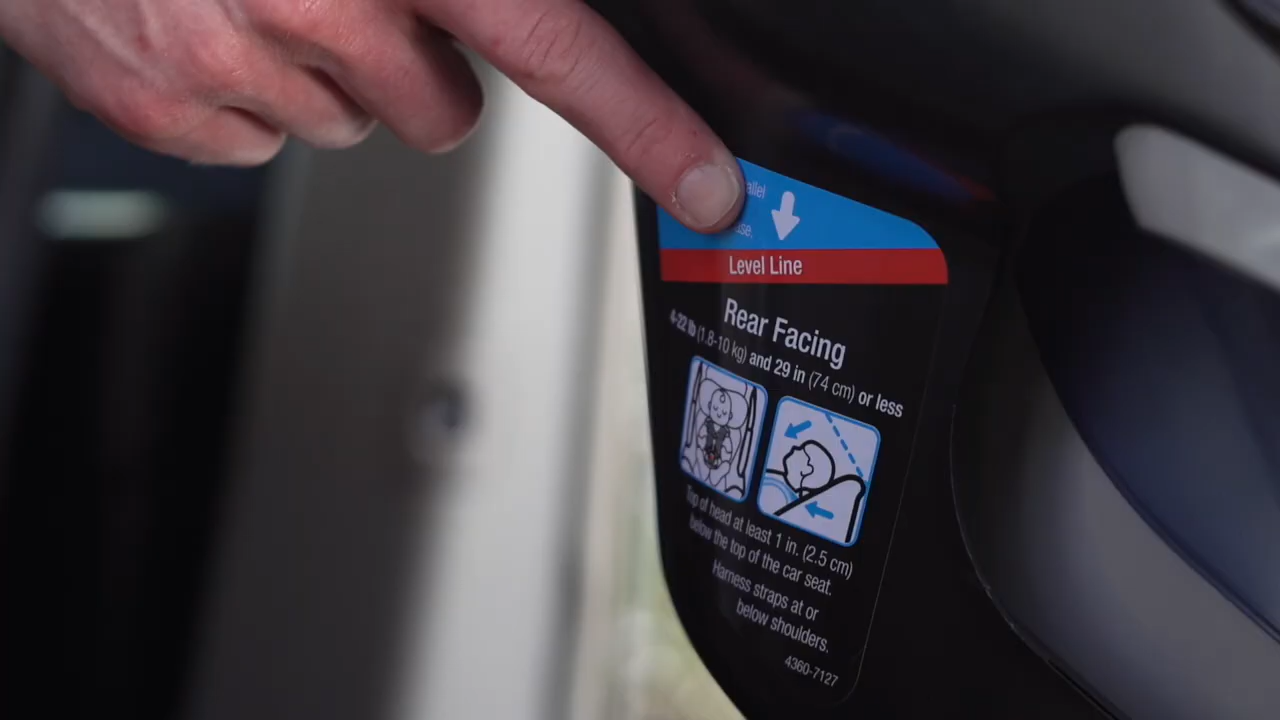 Level Line
Rear Facing
4-22 lb (1.8-10 kg) and 29 in (74 cm) or less
Top of head at least 1 in. (2.5 cm)
below the top of the car seat.
Harness straps at or
below shoulders.
4360-7127